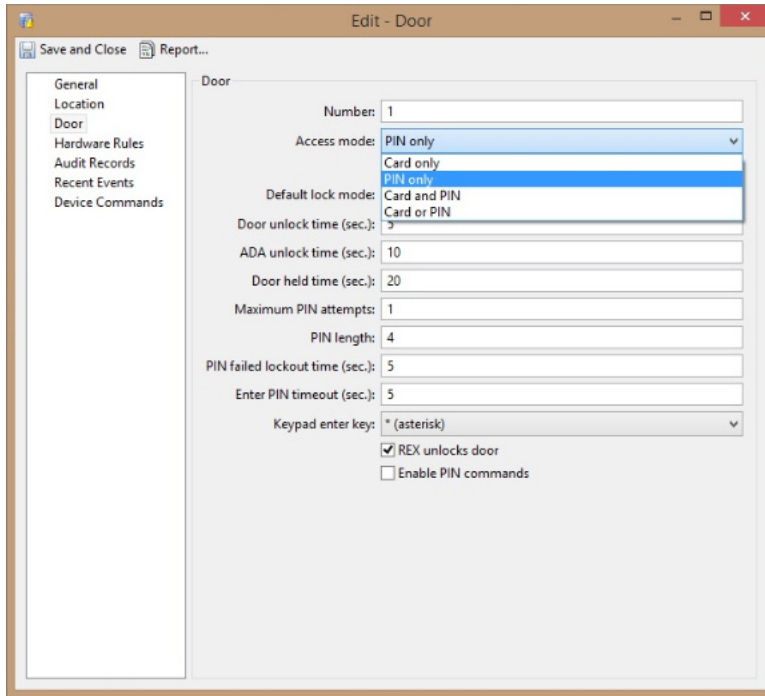 Edit - Door
Save and Close Report...
General
Location
Door
Hardware Rules
Audit Records
Recent Events
Device Commands
Door
Number: 1
Access mode: PIN only
Card only
PIN only
Card and PIN
Card or PIN
Default lock mode:
Door unlock time (sec.): 5
ADA unlock time (sec.): 10
Door held time (sec.): 20
Maximum PIN attempts: 1
PIN length: 4
PIN failed lockout time (sec.): 5
Enter PIN timeout (sec.): 5
Keypad enter key: * (asterisk)
REX unlocks door
Enable PIN commands